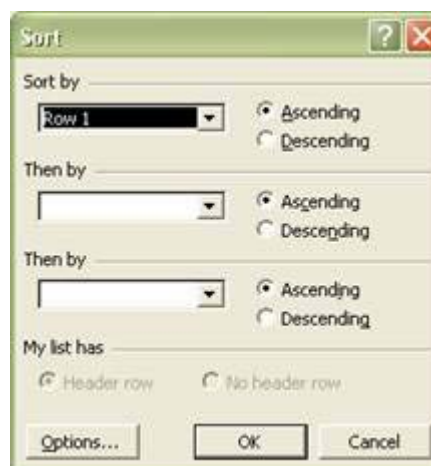 Sort
Sort by
Row 1
Ascending
Descending
Then by
Ascending
Descending
Then by
Ascending
Descending
My list has
Header row No header row
Options... OK Cancel